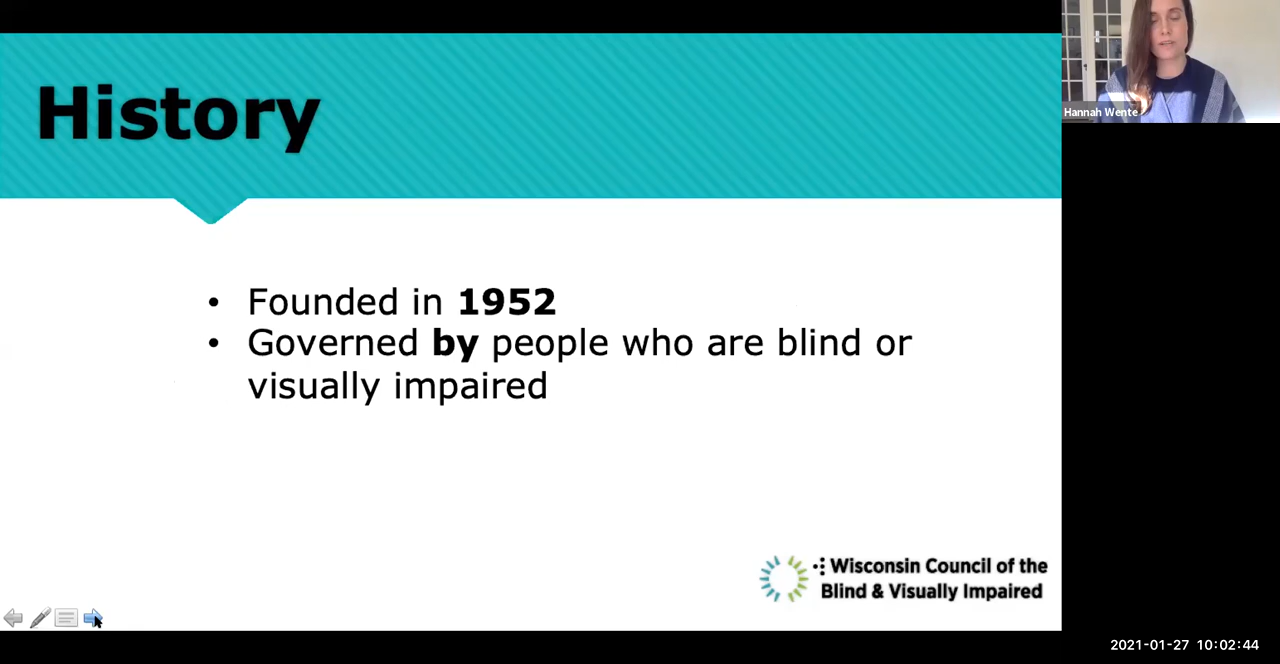 History
Hannah Wente
• Founded in 1952
• Governed by people who are blind or
visually impaired
Wisconsin Council of the
Blind & Visually Impaired
2021-01-27 10:02:44